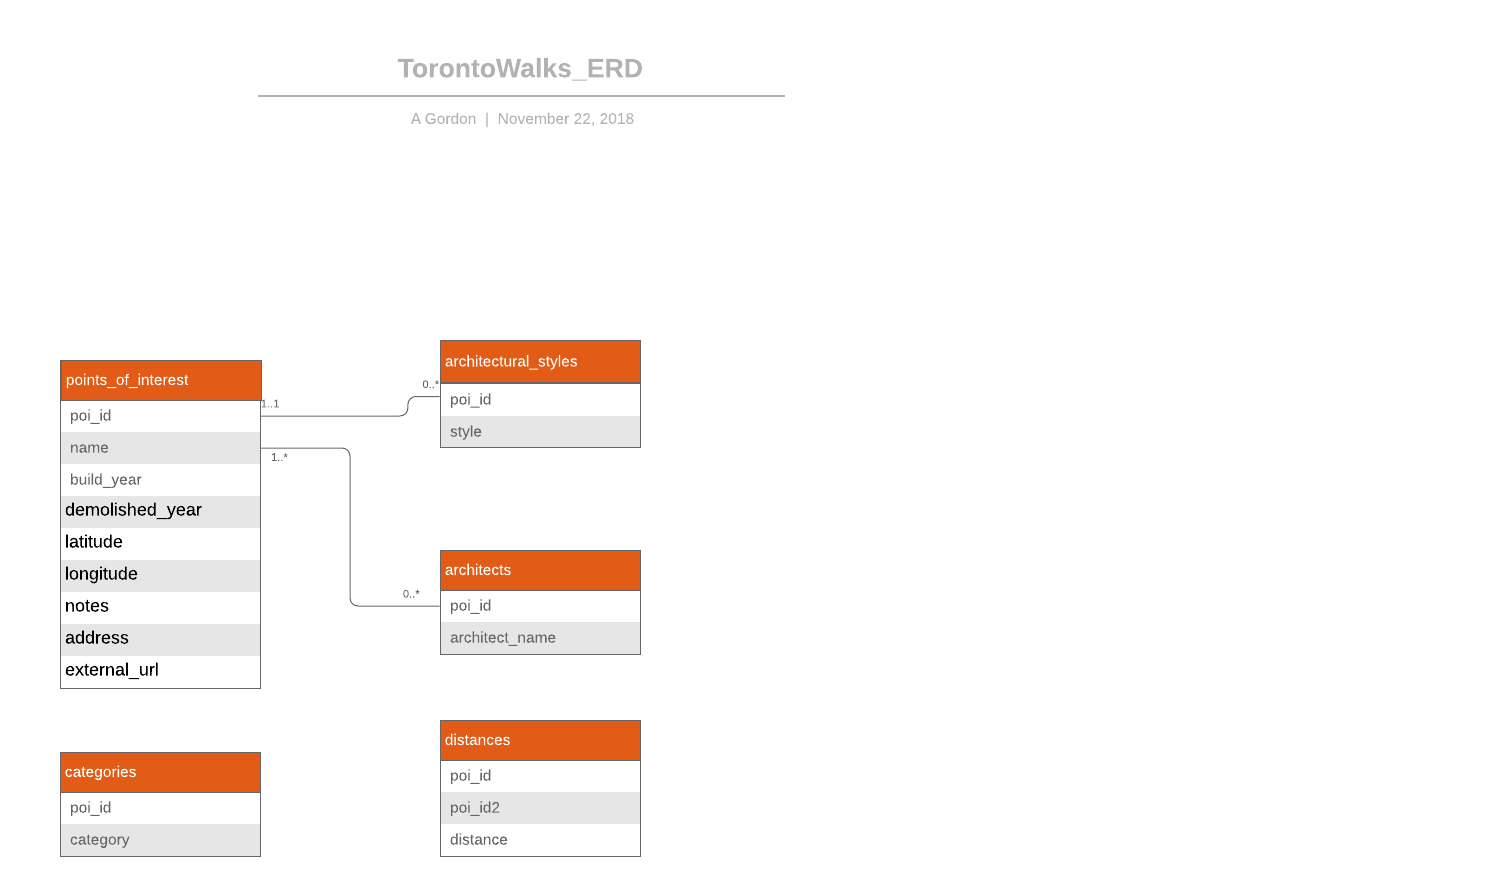 TorontoWalks_ERD
A Gordon | November 22, 2018
points_of_interest
poi_id
name
build_year
demolished_year
latitude
longitude
notes
address
external_url
1..1
0..*
1..*
0..*
architectural_styles
poi_id
style
architects
poi_id
architect_name
categories
poi_id
category
distances
poi_id
poi_id2
distance